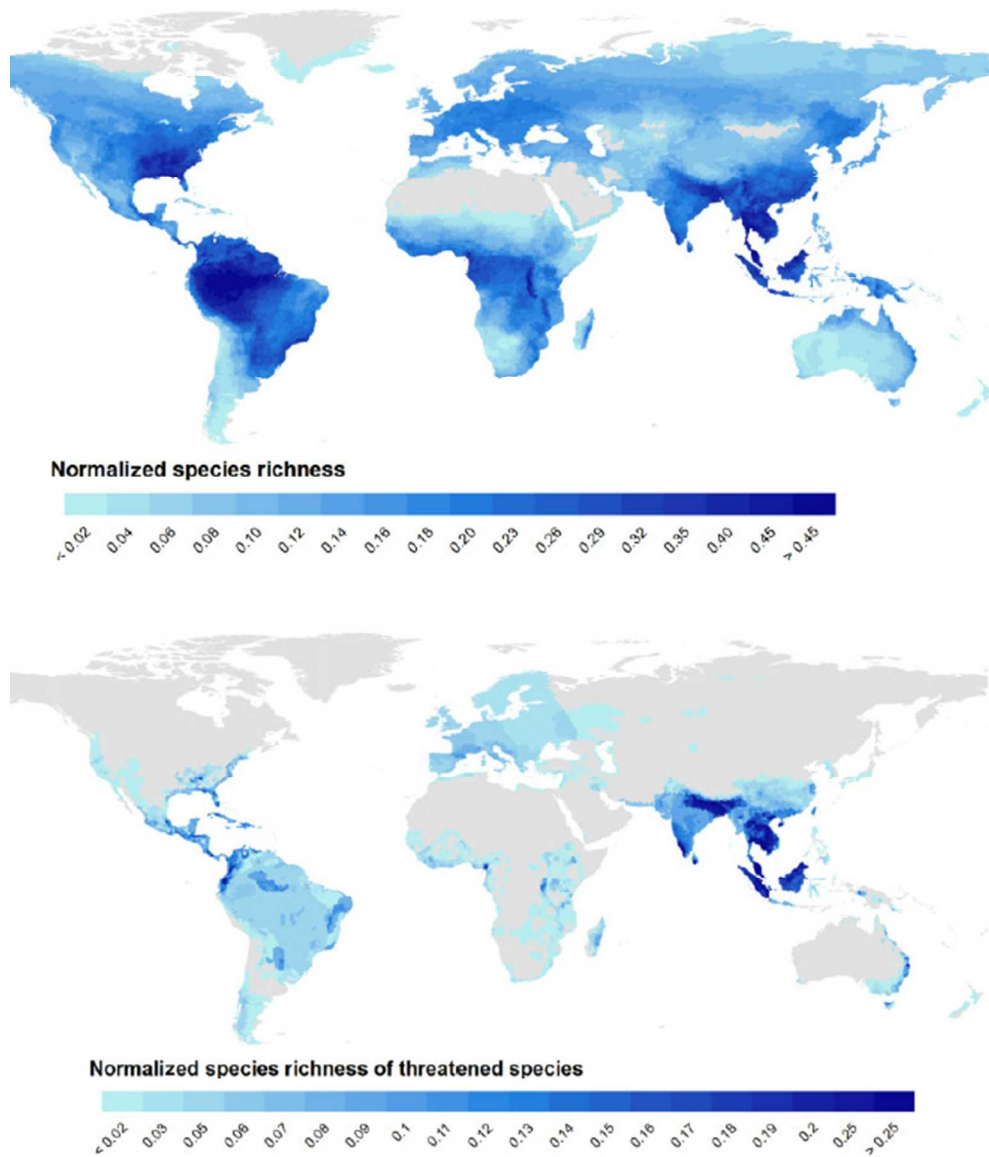 Normalized species richness
< 0.02 0.04 0.06 0.08 0.10 0.12 0.14 0.16 0.18 0.20 0.23 0.26 0.29 0.32 0.35 0.40 0.45 > 0.45
Normalized species richness of threatened species
< 0.02 0.03 0.05 0.06 0.07 0.08 0.09 0.1 0.11 0.12 0.13 0.14 0.15 0.16 0.17 0.18 0.19 0.2 0.25 > 0.25